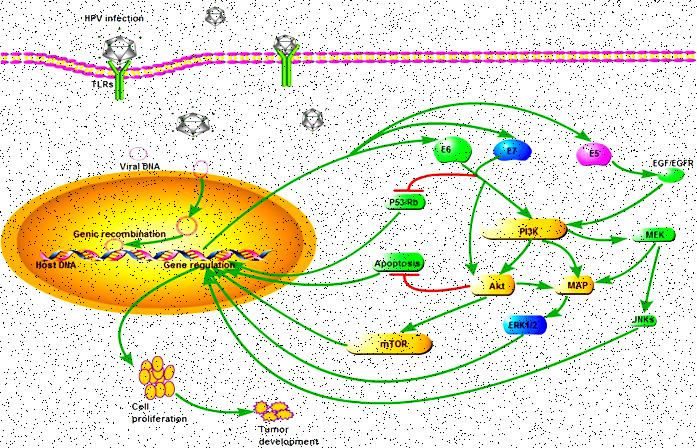 HPV infection
TLRs
Viral DNA
E6
E7
E5
EGF/EGFR
P53/Rb
Genic recombination
PI3K
MEK
Host DNA
Gene regulation
Apoptosis
Akt
MAP
ERK1/2
JNKs
mTOR
Cell
proliferation
Tumor
development